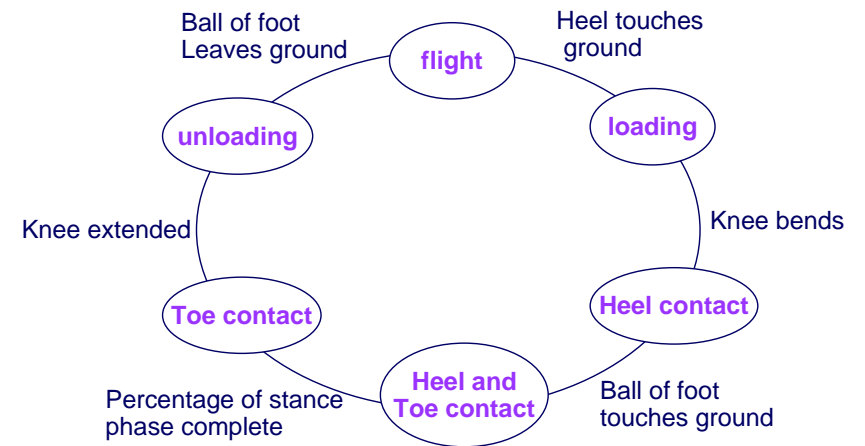 Ball of foot
Leaves ground
flight
Heel touches
ground
unloading
loading
Knee extended
Knee bends
Toe contact
Heel contact
Heel and
Toe contact
Percentage of stance
phase complete
Ball of foot
touches ground